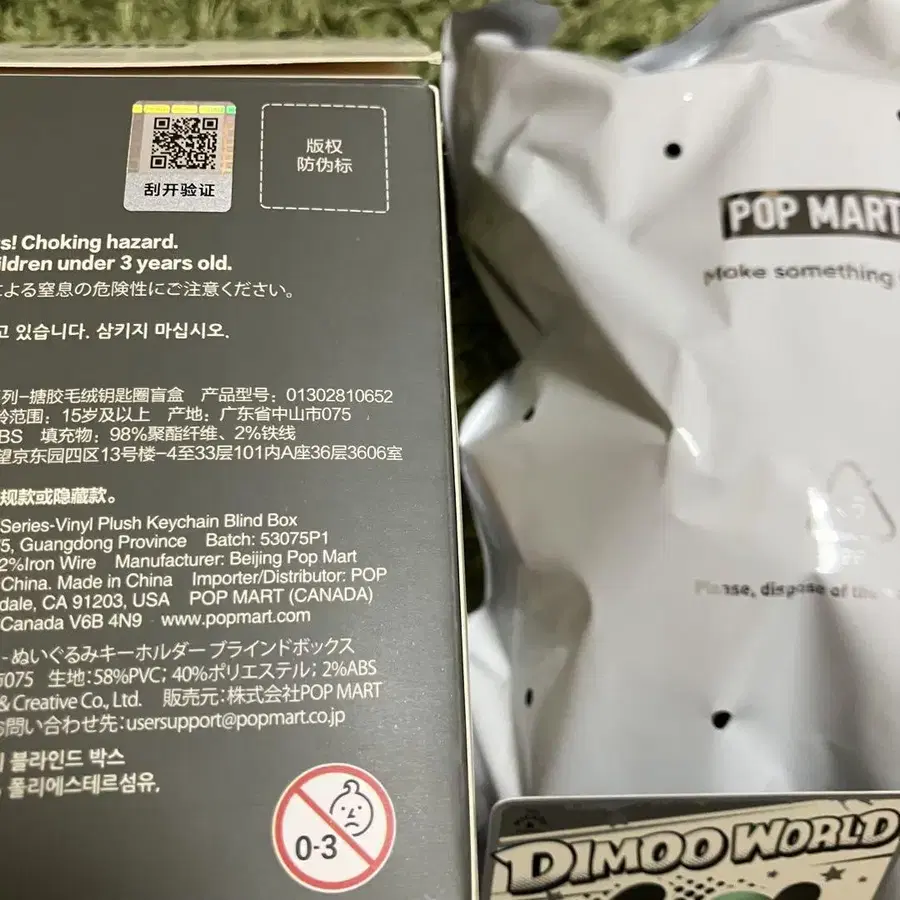 刮开验证
版权
防伪标
Choking hazard.
children under 3 years old.
による窒息の危険性にご注意ください。
있습니다. 삼키지 마십시오.
列-搪胶毛绒钥匙圈盲盒 产品型号: 01302810652
龄范围: 15岁及以上 产地: 广东省中山市075
ABS 填充物: 98%聚酯纤维、2%铁线
望京东园四区13号楼-4至33层101内A座36层3606室
规款或隐藏款。
Series-Vinyl Plush Keychain Blind Box
5, Guangdong Province Batch: 53075P1
2%Iron Wire Manufacturer: Beijing Pop Mart
China. Made in China Importer/Distributor: POP
dale, CA 91203, USA POP MART (CANADA)
Canada V6B 4N9 www.popmart.com
-ぬいぐるみキーホルダー ブラインドボックス
075 生地:58%PVC; 40%ポリエステル; 2%ABS
& Creative Co., Ltd. 販売元:株式会社POP MART
お問い合わせ先:usersupport@popmart.co.jp
블라인드 박스
폴리에스테르섬유.
0-3
POP MART
Make something
Please, dispose of
DIMOO WORLD